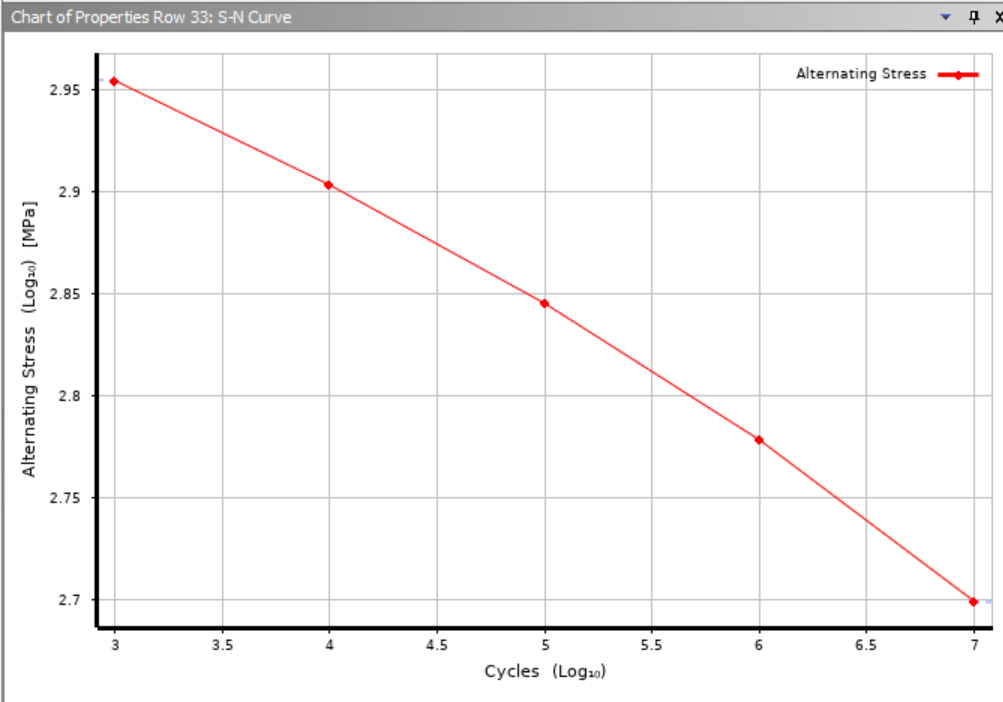 Chart of Properties Row 33: S-N Curve
Alternating Stress
2.95
2.9
2.85
2.8
2.75
2.7
Alternating Stress (Log₁₀) [MPa]
3 3.5 4 4.5 5 5.5 6 6.5 7
Cycles (Log₁₀)